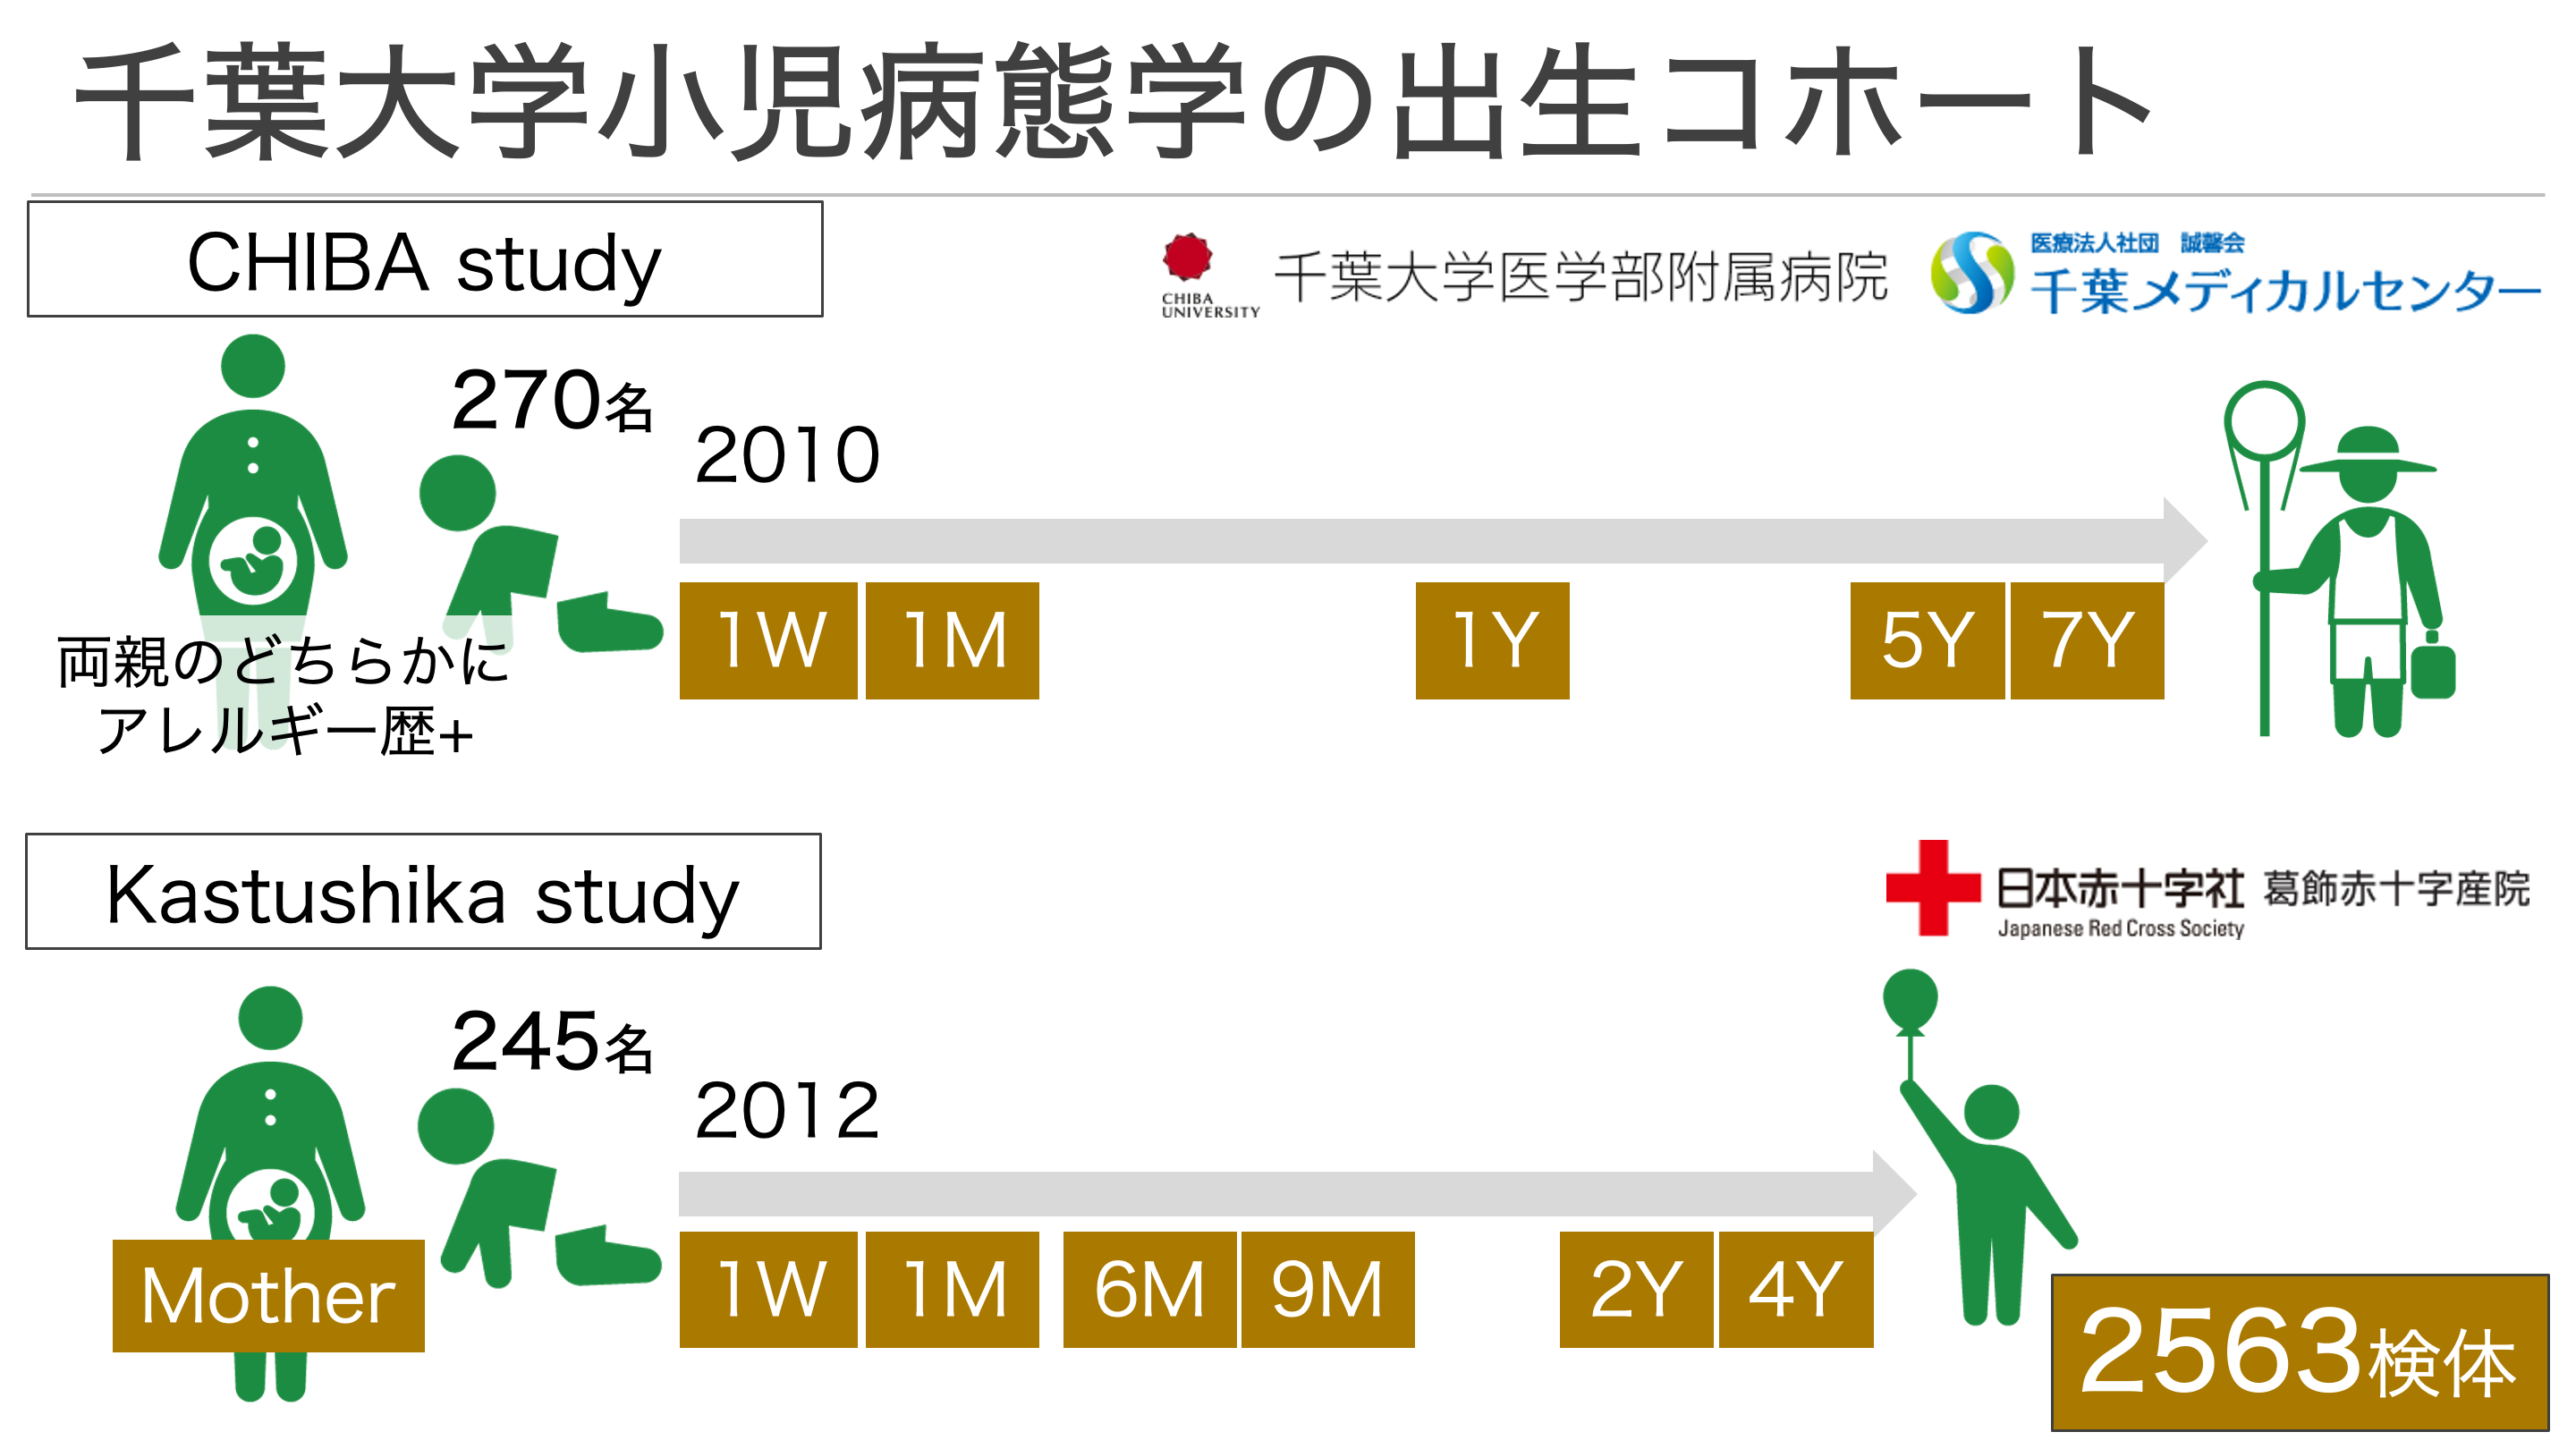 千葉大学小児病態学の出生コホート
CHIBA study
CHIBA
UNIVERSITY
千葉大学医学部附属病院
医療法人社団 誠馨会
千葉メディカルセンター
270名
2010
1W 1M 1Y 5Y 7Y
両親のどちらかに
アレルギー歴+
Kastushika study
日本赤十字社 葛飾赤十字産院
Japanese Red Cross Society
245名
2012
Mother
1W 1M 6M 9M 2Y 4Y
2563検体